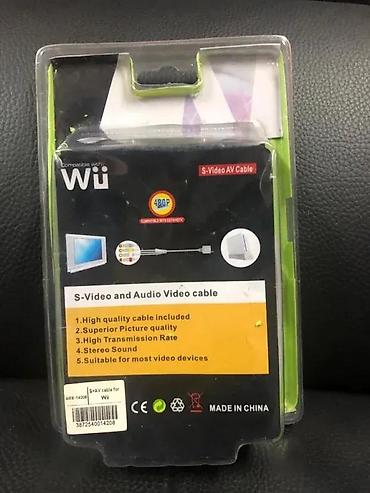 Compatible with:
Wii
S-Video AV Cable
480P
S-Video and Audio Video cable
1.High quality cable included
2.Superior Picture quality
3.High Transmission Rate
4.Stereo Sound
5.Suitable for most video devices
S+AV cable for
Wii
3872540014208
CE
MADE IN CHINA